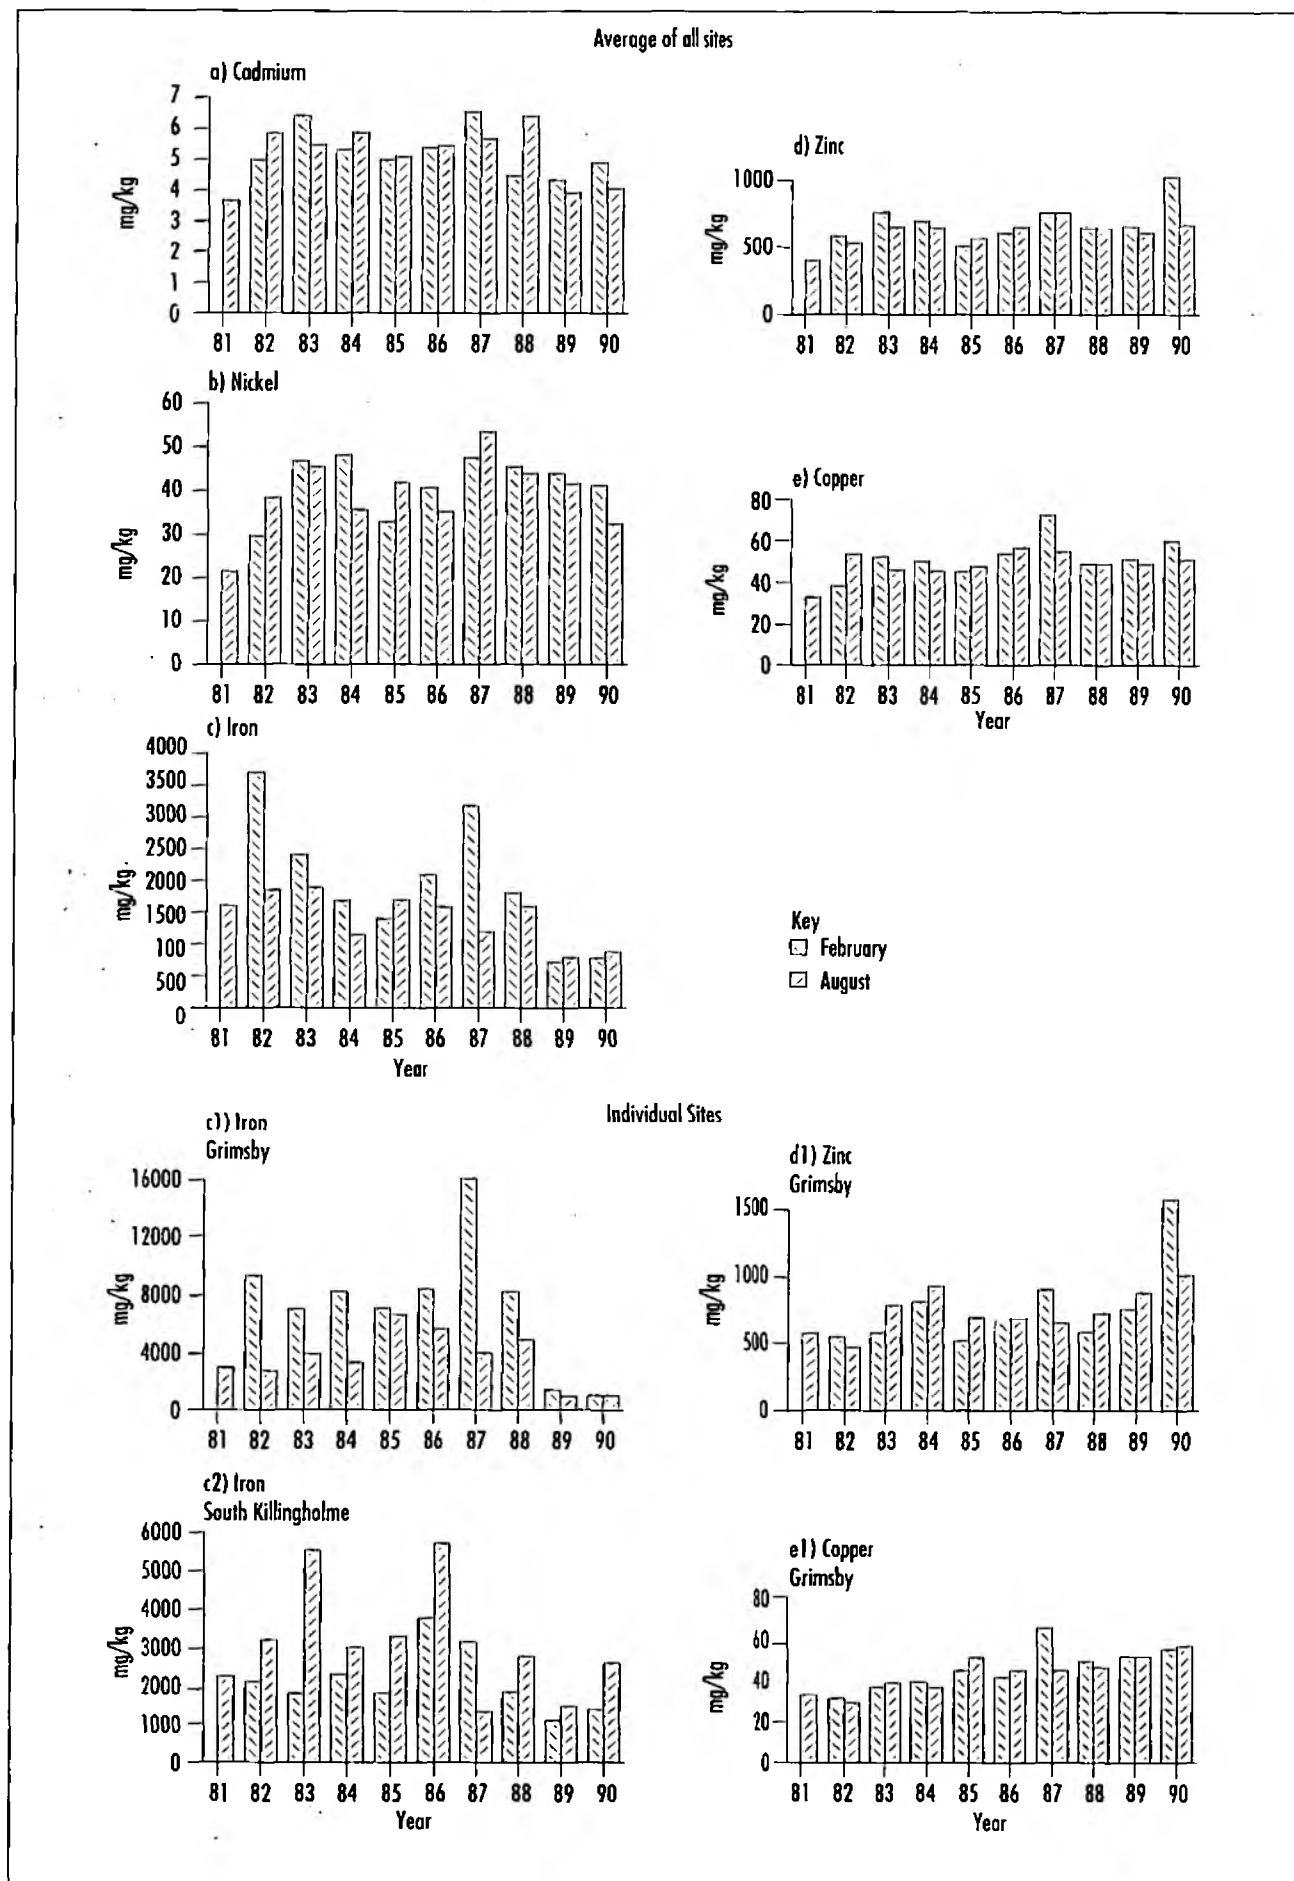 Average of all sites
a) Cadmium
7
6
5
4
3
2
1
0
mg/kg
81 82 83 84 85 86 87 88 89 90
d) Zinc
1000
500
0
mg/kg
81 82 83 84 85 86 87 88 89 90
b) Nickel
60
50
40
30
20
10
0
mg/kg
81 82 83 84 85 86 87 88 89 90
e) Copper
80
60
40
20
0
mg/kg
81 82 83 84 85 86 87 88 89 90
Year
c) Iron
4000
3500
3000
2500
2000
1500
100
500
0
mg/kg
81 82 83 84 85 86 87 88 89 90
Year
Key
February
August
Individual Sites
c1) Iron
Grimsby
16000
12000
8000
4000
0
mg/kg
81 82 83 84 85 86 87 88 89 90
d1) Zinc
Grimsby
1500
1000
500
0
mg/kg
81 82 83 84 85 86 87 88 89 90
c2) Iron
South Killingholme
6000
5000
4000
3000
2000
1000
0
mg/kg
81 82 83 84 85 86 87 88 89 90
Year
e1) Copper
Grimsby
80
60
40
20
0
mg/kg
81 82 83 84 85 86 87 88 89 90
Year